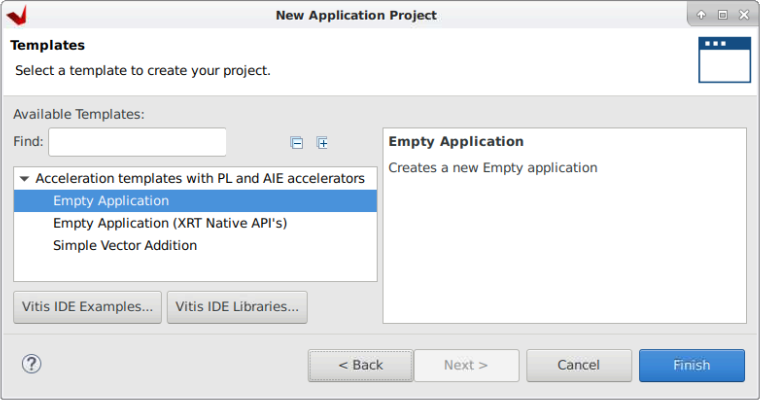 New Application Project
Templates
Select a template to create your project.
Available Templates:
Find:
Acceleration templates with PL and AIE accelerators
Empty Application
Empty Application (XRT Native API's)
Simple Vector Addition
Empty Application
Creates a new Empty application
Vitis IDE Examples...
Vitis IDE Libraries...
?
< Back
Next >
Cancel
Finish